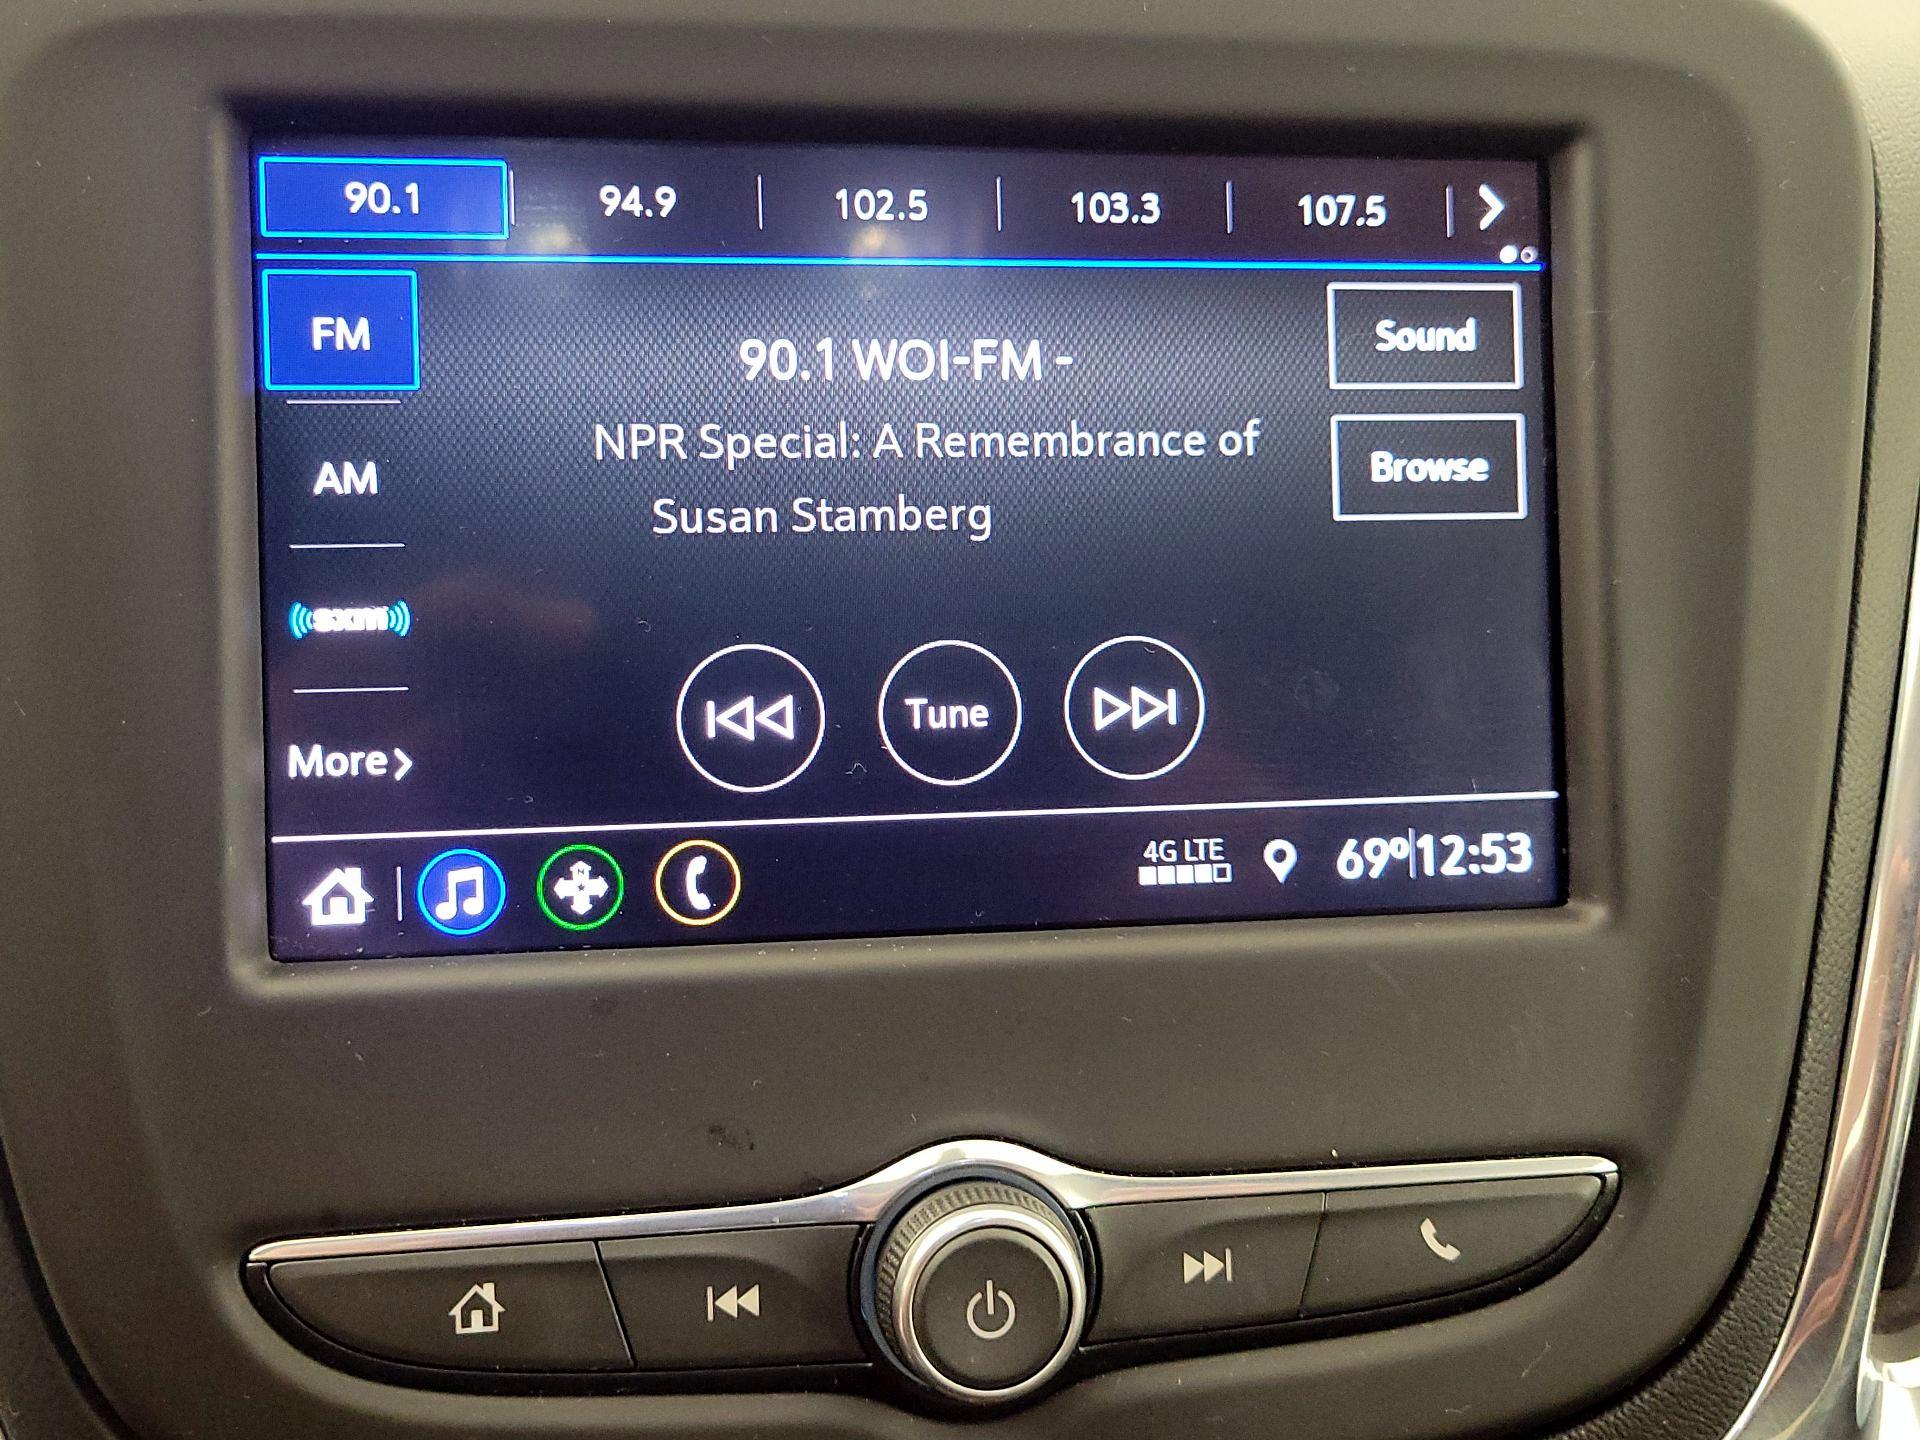 90.1 94.9 102.5 103.3 107.5
FM
90.1 WOI-FM -
Sound
NPR Special: A Remembrance of
Susan Stamberg
Browse
AM
sxm
Tune
More
4G LTE
69° 12:53